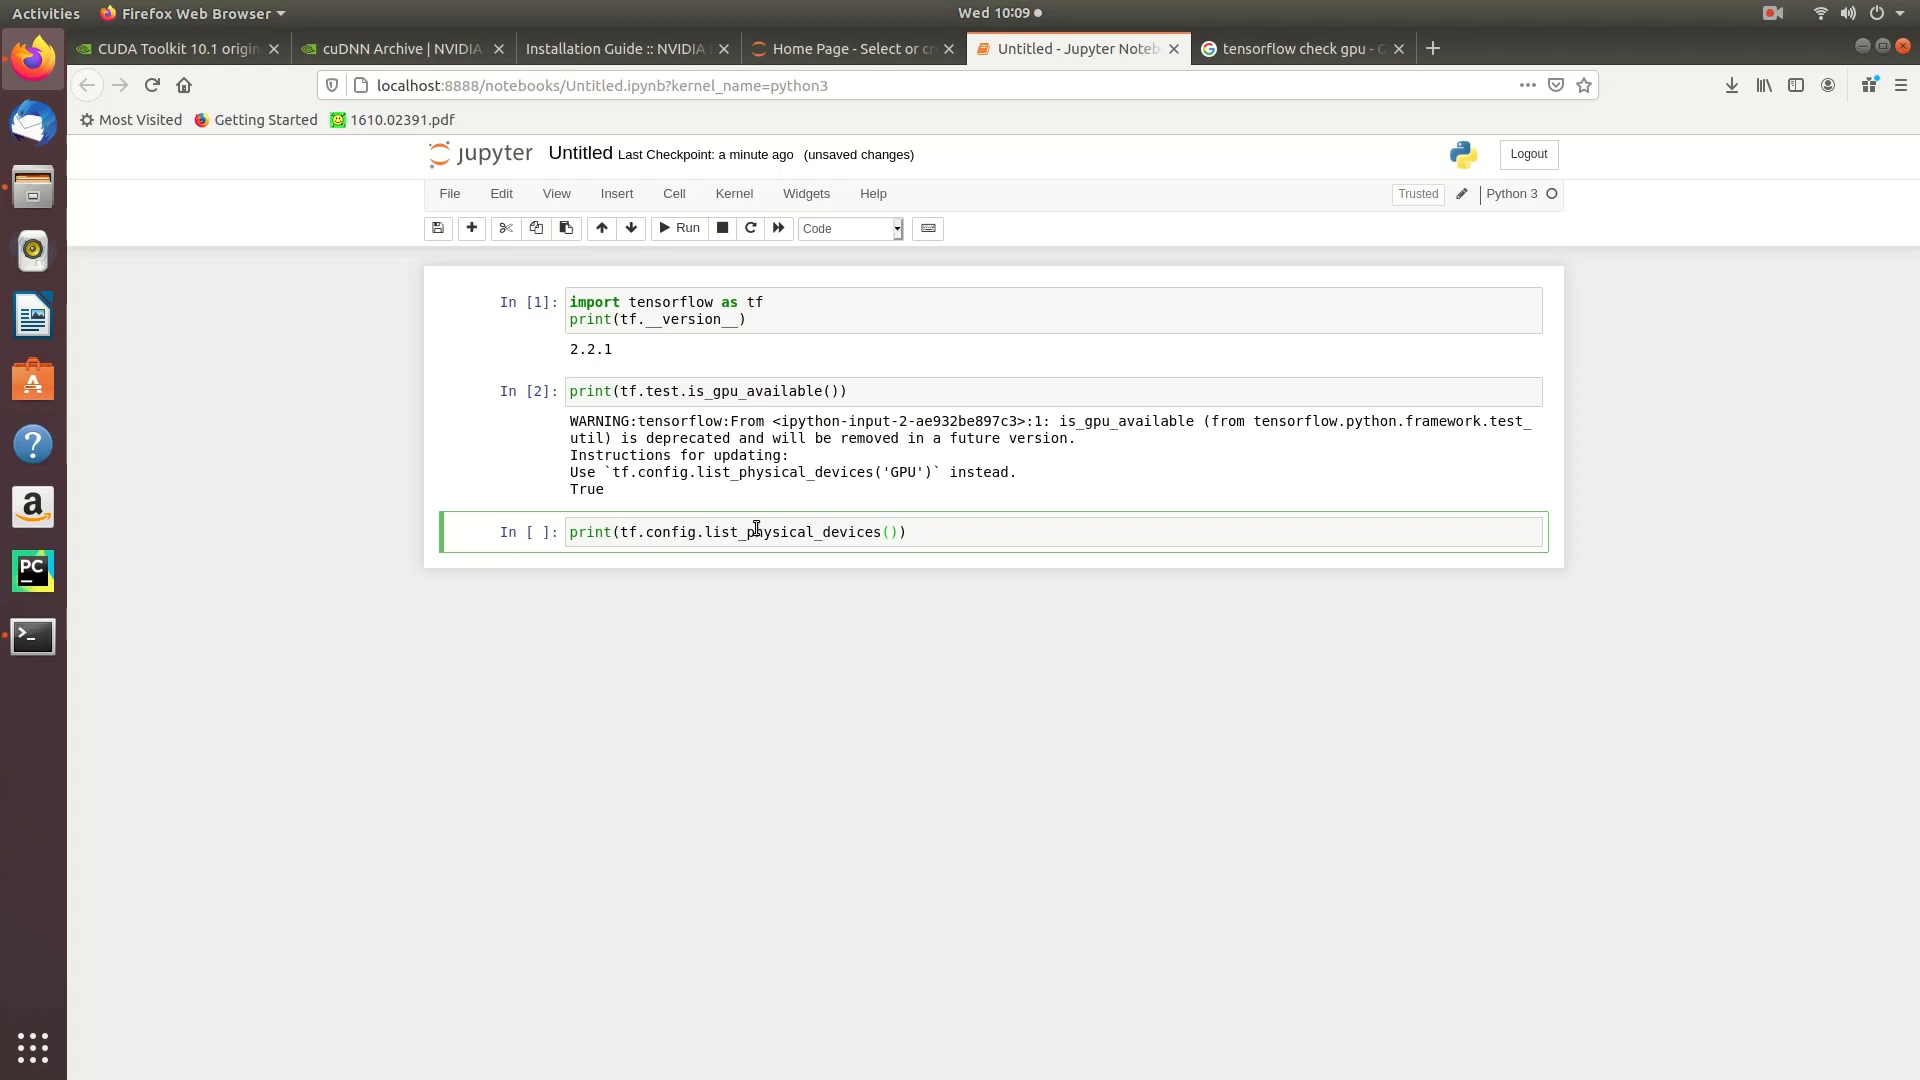 Activities Firefox Web Browser Wed 10:09
CUDA Toolkit 10.1 origin
cuDNN Archive | NVIDIA
Installation Guide :: NVIDIA
Home Page - Select or cr
Untitled - Jupyter Noteb
tensorflow check gpu - G
localhost:8888/notebooks/Untitled.ipynb?kernel_name=python3
Most Visited Getting Started 1610.02391.pdf
jupyter Untitled Last Checkpoint: a minute ago (unsaved changes) Logout
File Edit View Insert Cell Kernel Widgets Help Trusted Python 3
Run Code
In [1]: import tensorflow as tf
print(tf.__version__)
2.2.1
In [2]: print(tf.test.is_gpu_available())
WARNING:tensorflow:From <ipython-input-2-ae932be897c3>:1: is_gpu_available (from tensorflow.python.framework.test_
util) is deprecated and will be removed in a future version.
Instructions for updating:
Use `tf.config.list_physical_devices('GPU')` instead.
True
In [ ]: print(tf.config.list_physical_devices())
PC